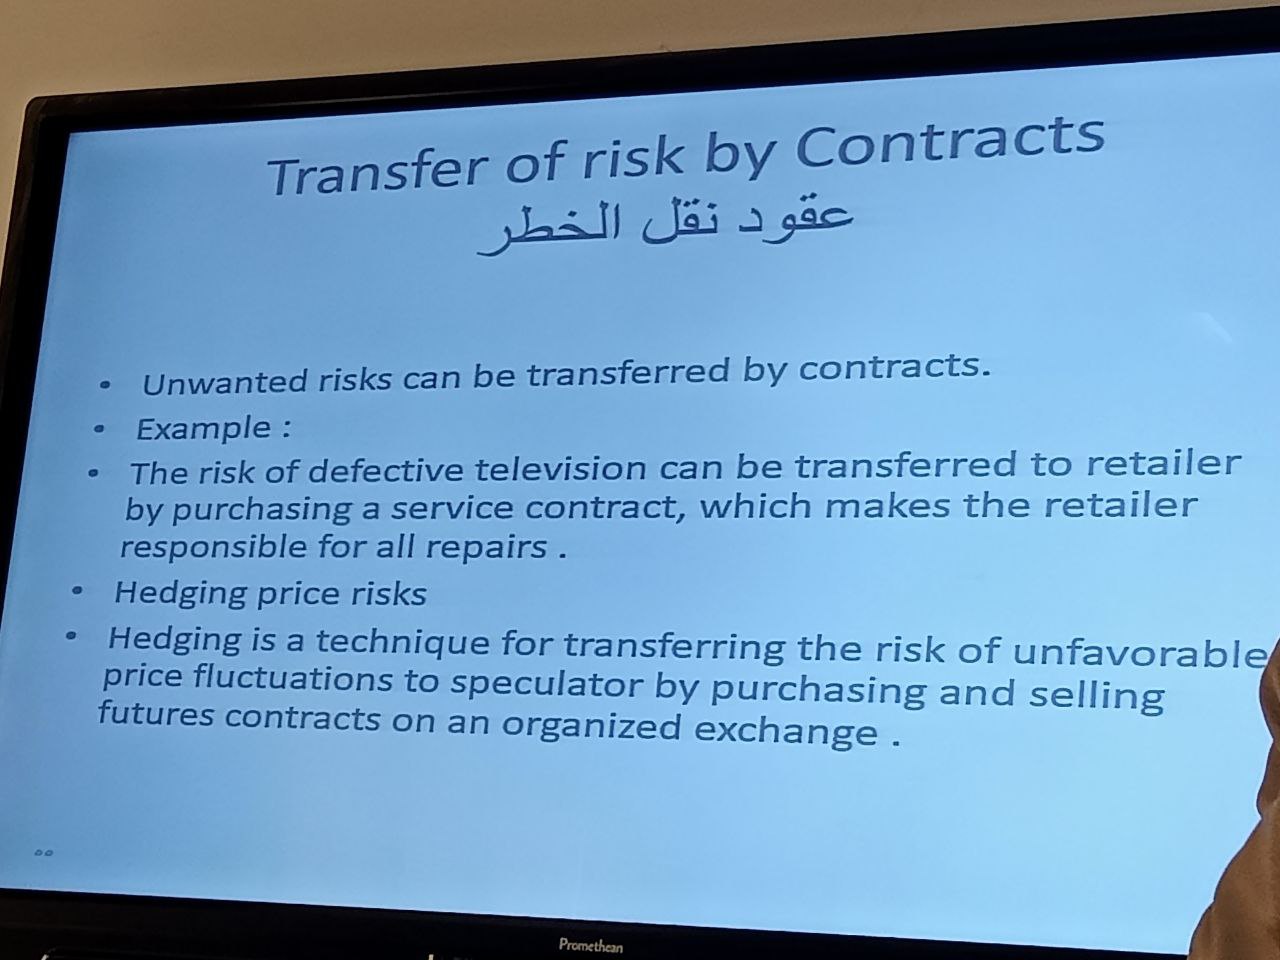 Transfer of risk by Contracts
عقود نقل الخطر
• Unwanted risks can be transferred by contracts.
• Example :
• The risk of defective television can be transferred to retailer
by purchasing a service contract, which makes the retailer
responsible for all repairs .
• Hedging price risks
• Hedging is a technique for transferring the risk of unfavorable
price fluctuations to speculator by purchasing and selling
futures contracts on an organized exchange .
٥٥
Promethean